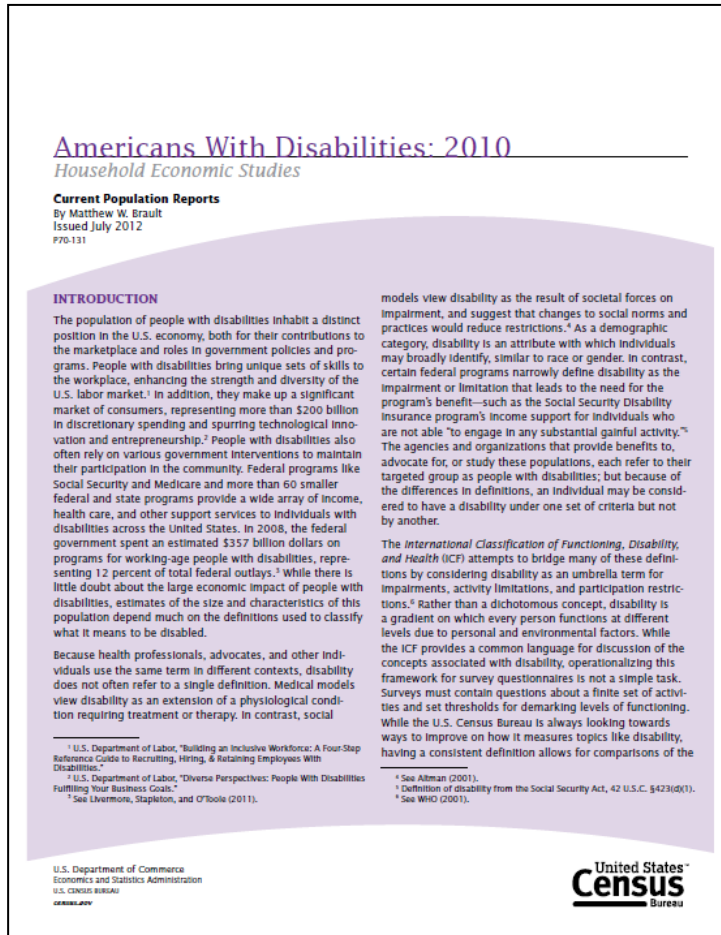 Americans With Disabilities: 2010
Household Economic Studies
Current Population Reports
By Matthew W. Brault
Issued July 2012
P70-131
INTRODUCTION
The population of people with disabilities inhabit a distinct
position in the U.S. economy, both for their contributions to
the marketplace and roles in government policies and pro-
grams. People with disabilities bring unique sets of skills to
the workplace, enhancing the strength and diversity of the
U.S. labor market.¹ In addition, they make up a significant
market of consumers, representing more than $200 billion
in discretionary spending and spurring technological inno-
vation and entrepreneurship.² People with disabilities also
often rely on various government interventions to maintain
their participation in the community. Federal programs like
Social Security and Medicare and more than 60 smaller
federal and state programs provide a wide array of income,
health care, and other support services to individuals with
disabilities across the United States. In 2008, the federal
government spent an estimated $357 billion dollars on
programs for working-age people with disabilities, repre-
senting 12 percent of total federal outlays.³ While there is
little doubt about the large economic impact of people with
disabilities, estimates of the size and characteristics of this
population depend much on the definitions used to classify
what it means to be disabled.
Because health professionals, advocates, and other indi-
viduals use the same term in different contexts, disability
does not often refer to a single definition. Medical models
view disability as an extension of a physiological condi-
tion requiring treatment or therapy. In contrast, social
¹ U.S. Department of Labor, "Building an Inclusive Workforce: A Four-Step
Reference Guide to Recruiting, Hiring, & Retaining Employees With
Disabilities."
² U.S. Department of Labor, "Diverse Perspectives: People With Disabilities
Fulfilling Your Business Goals."
³ See Livermore, Stapleton, and O'Toole (2011).
models view disability as the result of societal forces on
impairment, and suggest that changes to social norms and
practices would reduce restrictions.⁴ As a demographic
category, disability is an attribute with which individuals
may broadly identify, similar to race or gender. In contrast,
certain federal programs narrowly define disability as the
impairment or limitation that leads to the need for the
program's benefit—such as the Social Security Disability
Insurance program's income support for individuals who
are not able "to engage in any substantial gainful activity."⁵
The agencies and organizations that provide benefits to,
advocate for, or study these populations, each refer to their
targeted group as people with disabilities; but because of
the differences in definitions, an individual may be consid-
ered to have a disability under one set of criteria but not
by another.
The International Classification of Functioning, Disability,
and Health (ICF) attempts to bridge many of these defini-
tions by considering disability as an umbrella term for
impairments, activity limitations, and participation restric-
tions.⁶ Rather than a dichotomous concept, disability is
a gradient on which every person functions at different
levels due to personal and environmental factors. While
the ICF provides a common language for discussion of the
concepts associated with disability, operationalizing this
framework for survey questionnaires is not a simple task.
Surveys must contain questions about a finite set of activi-
ties and set thresholds for demarking levels of functioning.
While the U.S. Census Bureau is always looking towards
ways to improve on how it measures topics like disability,
having a consistent definition allows for comparisons of the
⁴ See Altman (2001).
⁵ Definition of disability from the Social Security Act, 42 U.S.C. §423(d)(1).
⁶ See WHO (2001).
U.S. Department of Commerce
Economics and Statistics Administration
U.S. CENSUS BUREAU
census.gov
United States™
Census
Bureau